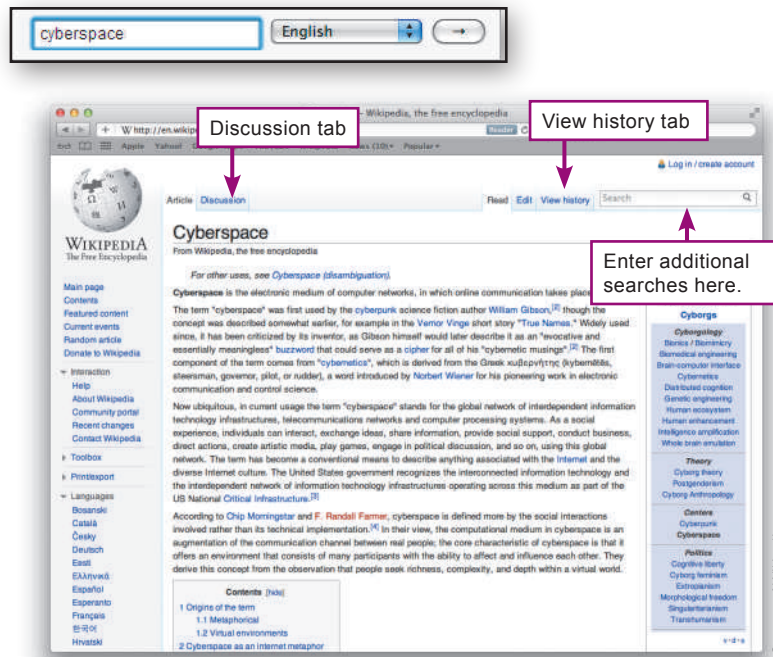 cyberspace
English
→
– Wikipedia, the free encyclopedia
W http://en.wikip
Reader
Apple Yahoo! (10) Popular
Discussion tab
View history tab
Log in / create account
Article Discussion
Read Edit View history Search
WIKIPEDIA
The Free Encyclopedia
Enter additional
searches here.
Main page
Contents
Featured content
Current events
Random article
Donate to Wikipedia
Interaction
Help
About Wikipedia
Community portal
Recent changes
Contact Wikipedia
Toolbox
Print/export
Languages
Bosanski
Català
Česky
Deutsch
Eesti
Ελληνικά
Español
Esperanto
Français
한국어
Hrvatski
Cyberspace
From Wikipedia, the free encyclopedia
For other uses, see Cyberspace (disambiguation).
Cyberspace is the electronic medium of computer networks, in which online communication takes place
The term "cyberspace" was first used by the cyberpunk science fiction author William Gibson,[2] though the
concept was described somewhat earlier, for example in the Vernor Vinge short story "True Names." Widely used
since, it has been criticized by its inventor, as Gibson himself would later describe it as an "evocative and
essentially meaningless" buzzword that could serve as a cipher for all of his "cybernetic musings".[2] The first
component of the term comes from "cybernetics", which is derived from the Greek κυβερνήτης (kybernētēs,
steersman, governor, pilot, or rudder), a word introduced by Norbert Wiener for his pioneering work in electronic
communication and control science.
Now ubiquitous, in current usage the term "cyberspace" stands for the global network of interdependent information
technology infrastructures, telecommunications networks and computer processing systems. As a social
experience, individuals can interact, exchange ideas, share information, provide social support, conduct business,
direct actions, create artistic media, play games, engage in political discussion, and so on, using this global
network. The term has become a conventional means to describe anything associated with the Internet and the
diverse Internet culture. The United States government recognizes the interconnected information technology and
the interdependent network of information technology infrastructures operating across this medium as part of the
US National Critical Infrastructure.[3]
According to Chip Morningstar and F. Randall Farmer, cyberspace is defined more by the social interactions
involved rather than its technical implementation.[4] In their view, the computational medium in cyberspace is an
augmentation of the communication channel between real people; the core characteristic of cyberspace is that it
offers an environment that consists of many participants with the ability to affect and influence each other. They
derive this concept from the observation that people seek richness, complexity, and depth within a virtual world.
Contents [hide]
1 Origins of the term
1.1 Metaphorical
1.2 Virtual environments
2 Cyberspace as an internet metaphor
Cyborgs
Cyborgology
Bionics / Biomimicry
Biomedical engineering
Brain-computer interface
Cybernetics
Distributed cognition
Genetic engineering
Human ecosystem
Human enhancement
Intelligence amplification
Whole brain emulation
Theory
Cyborg theory
Postgenderism
Cyborg Anthropology
Centers
Cyberpunk
Cyberspace
Politics
Cognitive liberty
Cyborg feminism
Extropianism
Morphological freedom
Singularitarianism
Transhumanism
v·d·e